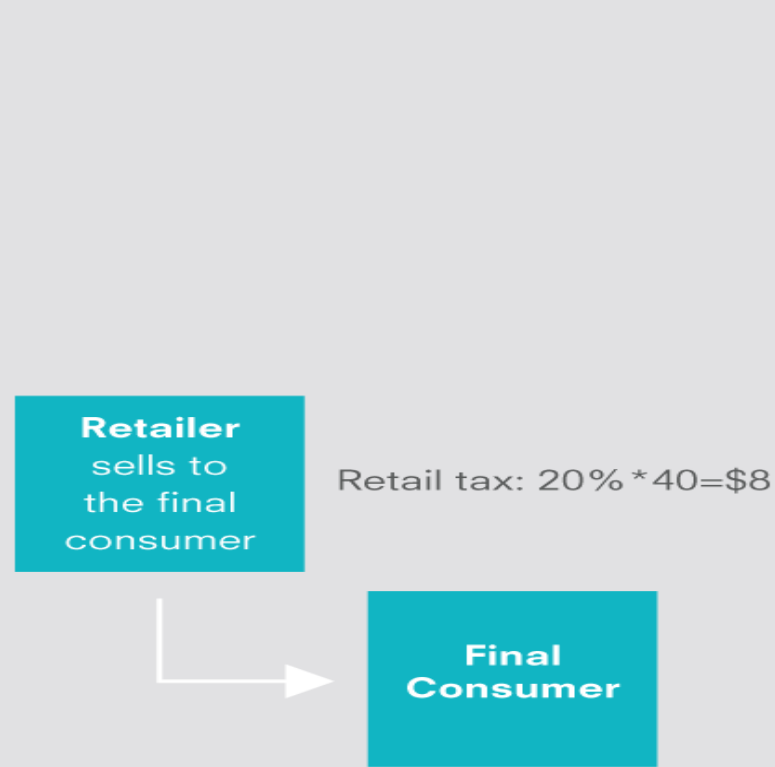 Retailer
sells to
the final
consumer
Retail tax: 20%*40=$8
Final
Consumer